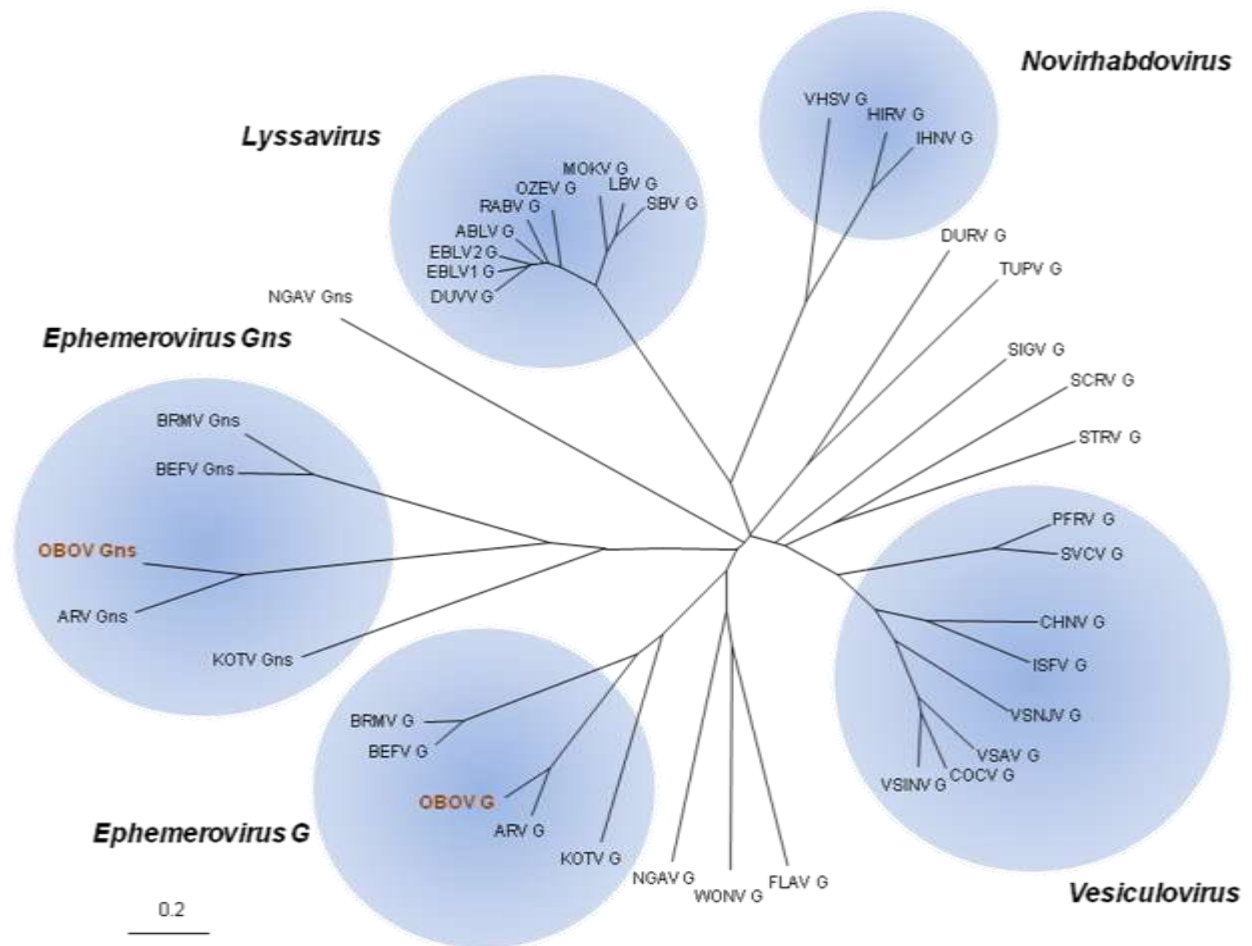 Novirhabdovirus
VHSV G
HIRV G
IHNV G
Lyssavirus
MOKV G
LBV G
OZEV G
SBV G
RABV G
ABLV G
EBLV2 G
EBLV1 G
DUVV G
DURV G
TUPV G
NGAV Gns
SIGV G
SCRV G
STRV G
Ephemerovirus Gns
BRMV Gns
BEFV Gns
OBOV Gns
ARV Gns
KOTV Gns
PFRV G
SVCV G
CHNV G
ISFV G
VSNJV G
VSAV G
COCV G
VSINV G
BRMV G
BEFV G
OBOV G
ARV G
KOTV G
NGAV G
WONV G
FLAV G
Ephemerovirus G
Vesiculovirus
0.2